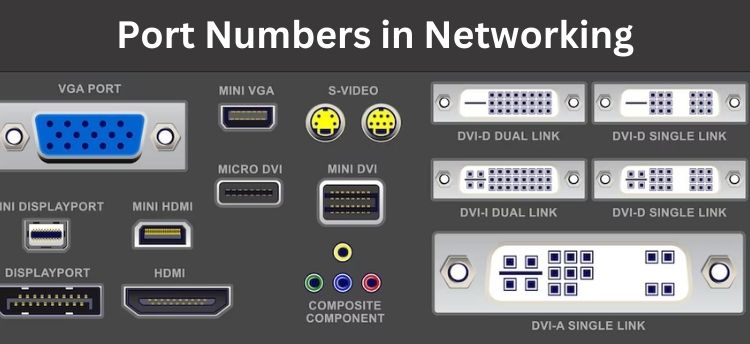 Port Numbers in Networking
VGA PORT
MINI VGA
S-VIDEO
DVI-D DUAL LINK
DVI-D SINGLE LINK
MICRO DVI
MINI DVI
DVI-I DUAL LINK
DVI-D SINGLE LINK
INI DISPLAYPORT
MINI HDMI
DISPLAYPORT
HDMI
COMPOSITE
COMPONENT
DVI-A SINGLE LINK